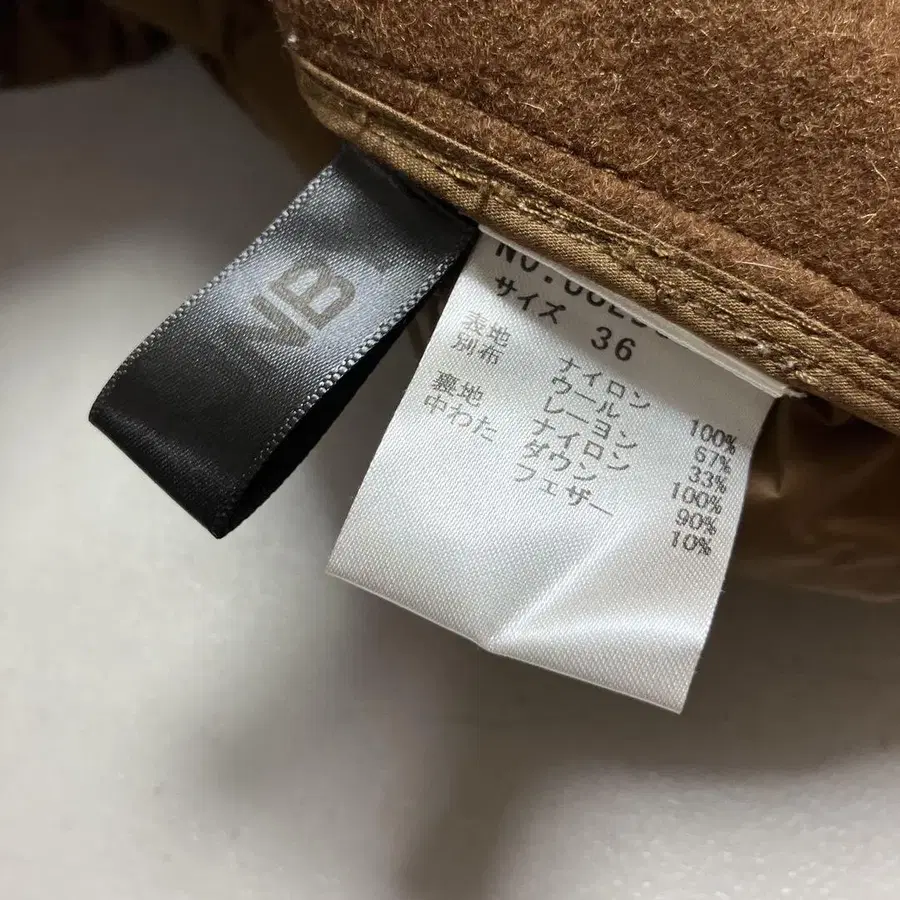 VB
サイズ 36
表地 ナイロン 100%
別布 ウール 67%
レーヨン 33%
裏地 ナイロン 100%
中わた ダウン 90%
フェザー 10%